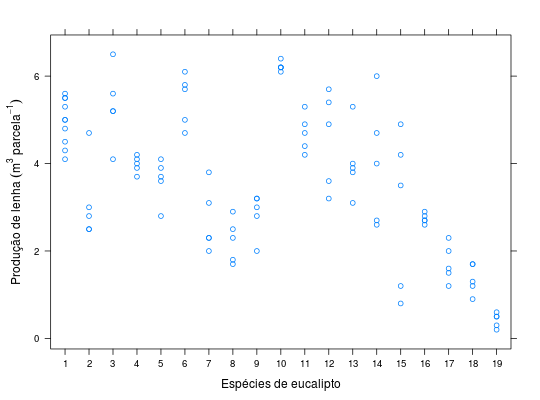 Produção de lenha (m³ parcela⁻¹)
6
4
2
0
1 2 3 4 5 6 7 8 9 10 11 12 13 14 15 16 17 18 19
Espécies de eucalipto